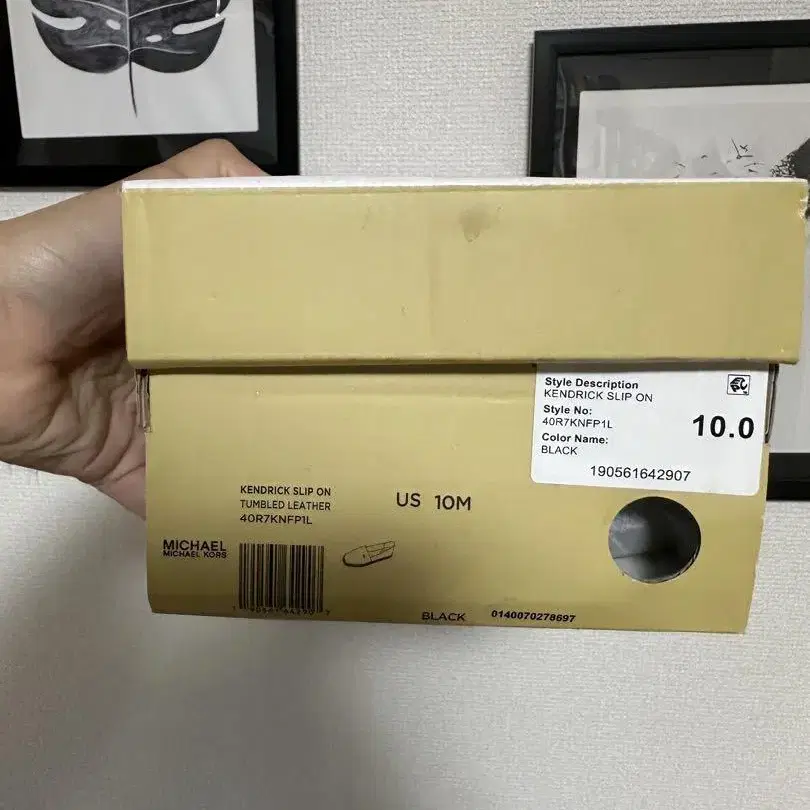 Style Description
KENDRICK SLIP ON
Style No:
40R7KNFP1L
Color Name:
BLACK
10.0
190561642907
KENDRICK SLIP ON
TUMBLED LEATHER
40R7KNFP1L
US 10M
MICHAEL
MICHAEL KORS
BLACK
0140070278697